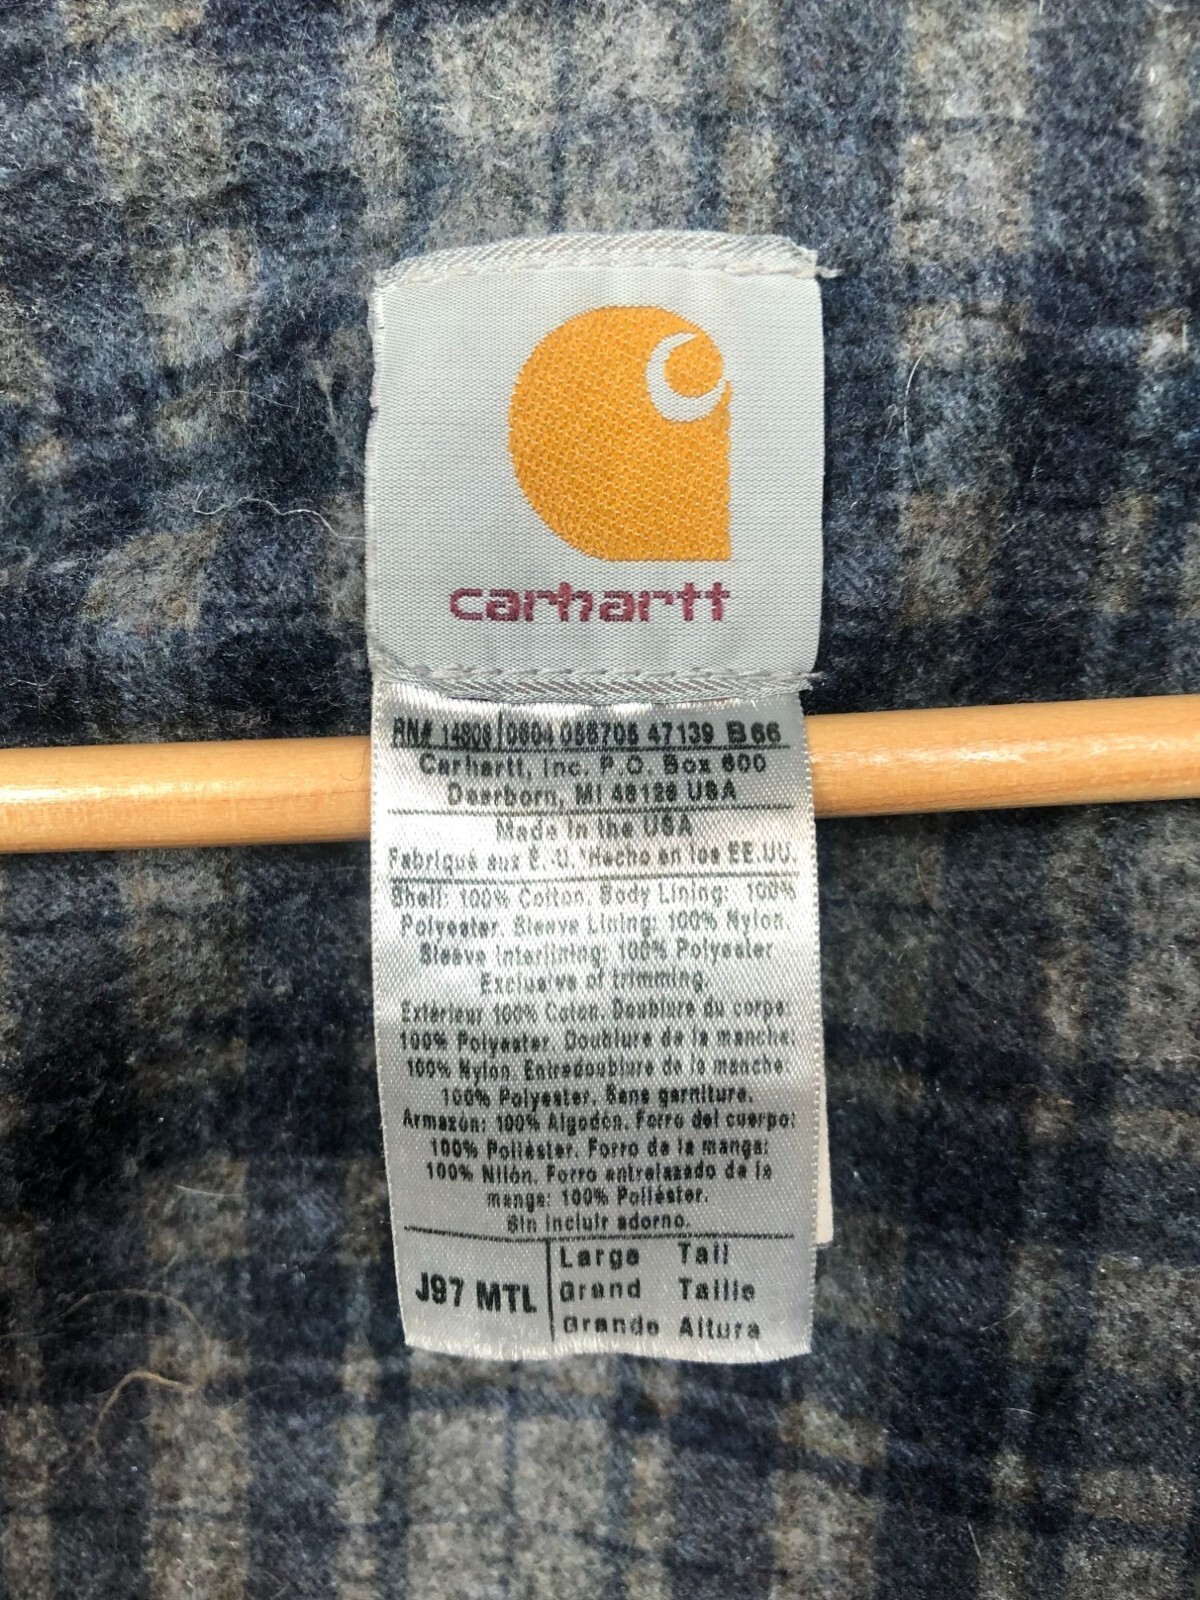 carhartt
RN# 14806 0604 056706 47139 B66
Carhartt, Inc. P.O. Box 600
Dearborn, MI 48126 USA
Made in the USA
Fabriqué aux É.-U. Hecho en los EE.UU.
Shell: 100% Cotton. Body Lining: 100%
Polyester. Sleeve Lining: 100% Nylon.
Sleeve Interlining: 100% Polyester
Exclusive of trimming.
Extérieur 100% Coton. Doublure du corps:
100% Polyester. Doublure de la manche:
100% Nylon. Entredoublure de la manche:
100% Polyester. Sans garniture.
Armazón: 100% Algodón. Forro del cuerpo:
100% Poliéster. Forro de la manga:
100% Nilón. Forro entrelazado de la
manga: 100% Poliéster.
Sin incluir adorno.
J97 MTL
Large Tall
Grand Taille
Grande Altura